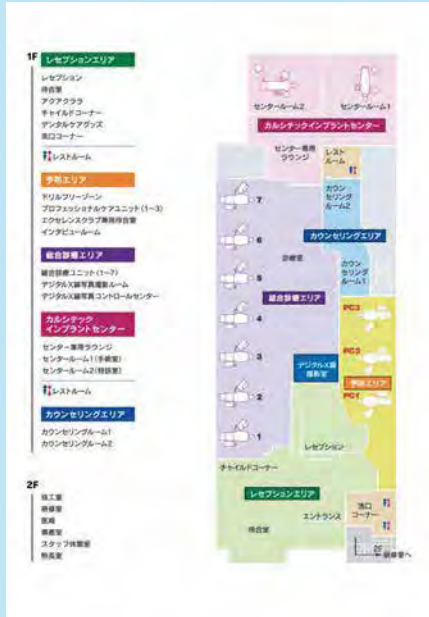 1F
レセプションエリア
レセプション
待合室
アクアクララ
チャイルドコーナー
デンタルケアグッズ
洗口コーナー
レストルーム
予防エリア
ドリルフリーゾーン
プロフェッショナルケアユニット(1~3)
エクセレンスクラブ専用待合室
インタビュールーム
総合診療エリア
総合診療ユニット(1~7)
デジタルX線写真撮影ルーム
デジタルX線写真コントロールセンター
カルシテック
インプラントセンター
センター専用ラウンジ
センタールーム1(手術室)
センタールーム2(特診室)
レストルーム
カウンセリングエリア
カウンセリングルーム1
カウンセリングルーム2
2F
技工室
研修室
医局
スタッフ休憩室
院長室
センタールーム2
センタールーム1
カルシテックインプラントセンター
センター専用
ラウンジ
レスト
ルーム
カウン
セリング
ルーム2
カウンセリングエリア
カウン
セリング
ルーム1
診療室
総合診療エリア
7
6
5
4
3
2
1
PC3
PC2
PC1
デジタルX線
撮影室
予防エリア
レセプション
チャイルドコーナー
レセプションエリア
エントランス
洗口
コーナー
待合室
2F
研修室へ